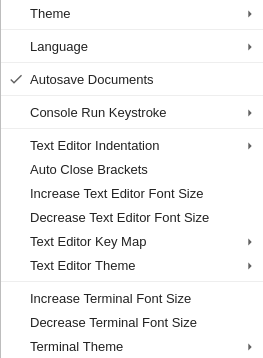 Theme
Language
Autosave Documents
Console Run Keystroke
Text Editor Indentation
Auto Close Brackets
Increase Text Editor Font Size
Decrease Text Editor Font Size
Text Editor Key Map
Text Editor Theme
Increase Terminal Font Size
Decrease Terminal Font Size
Terminal Theme